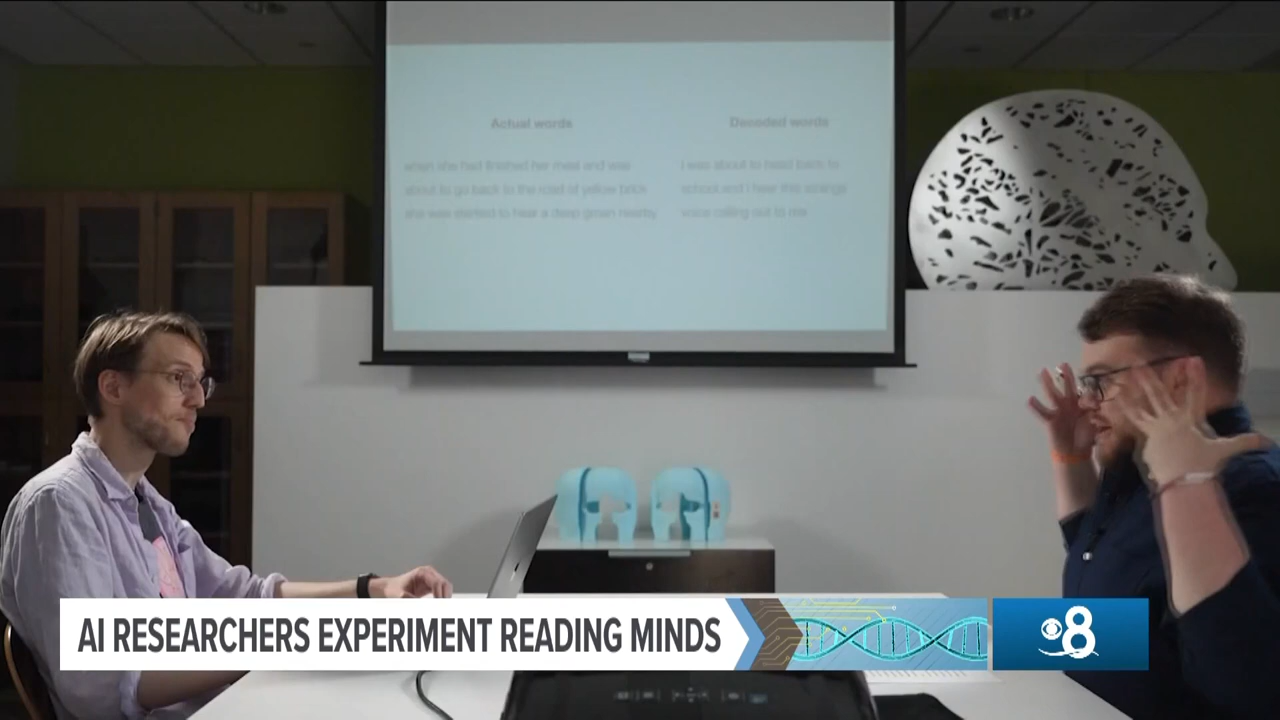 Actual words
Decoded words
when she had finished her meal and was
about to go back to the road of yellow brick
she was startled to hear a deep groan nearby
I was about to head back to
school and I hear this strange
voice calling out to me
AI RESEARCHERS EXPERIMENT READING MINDS
8